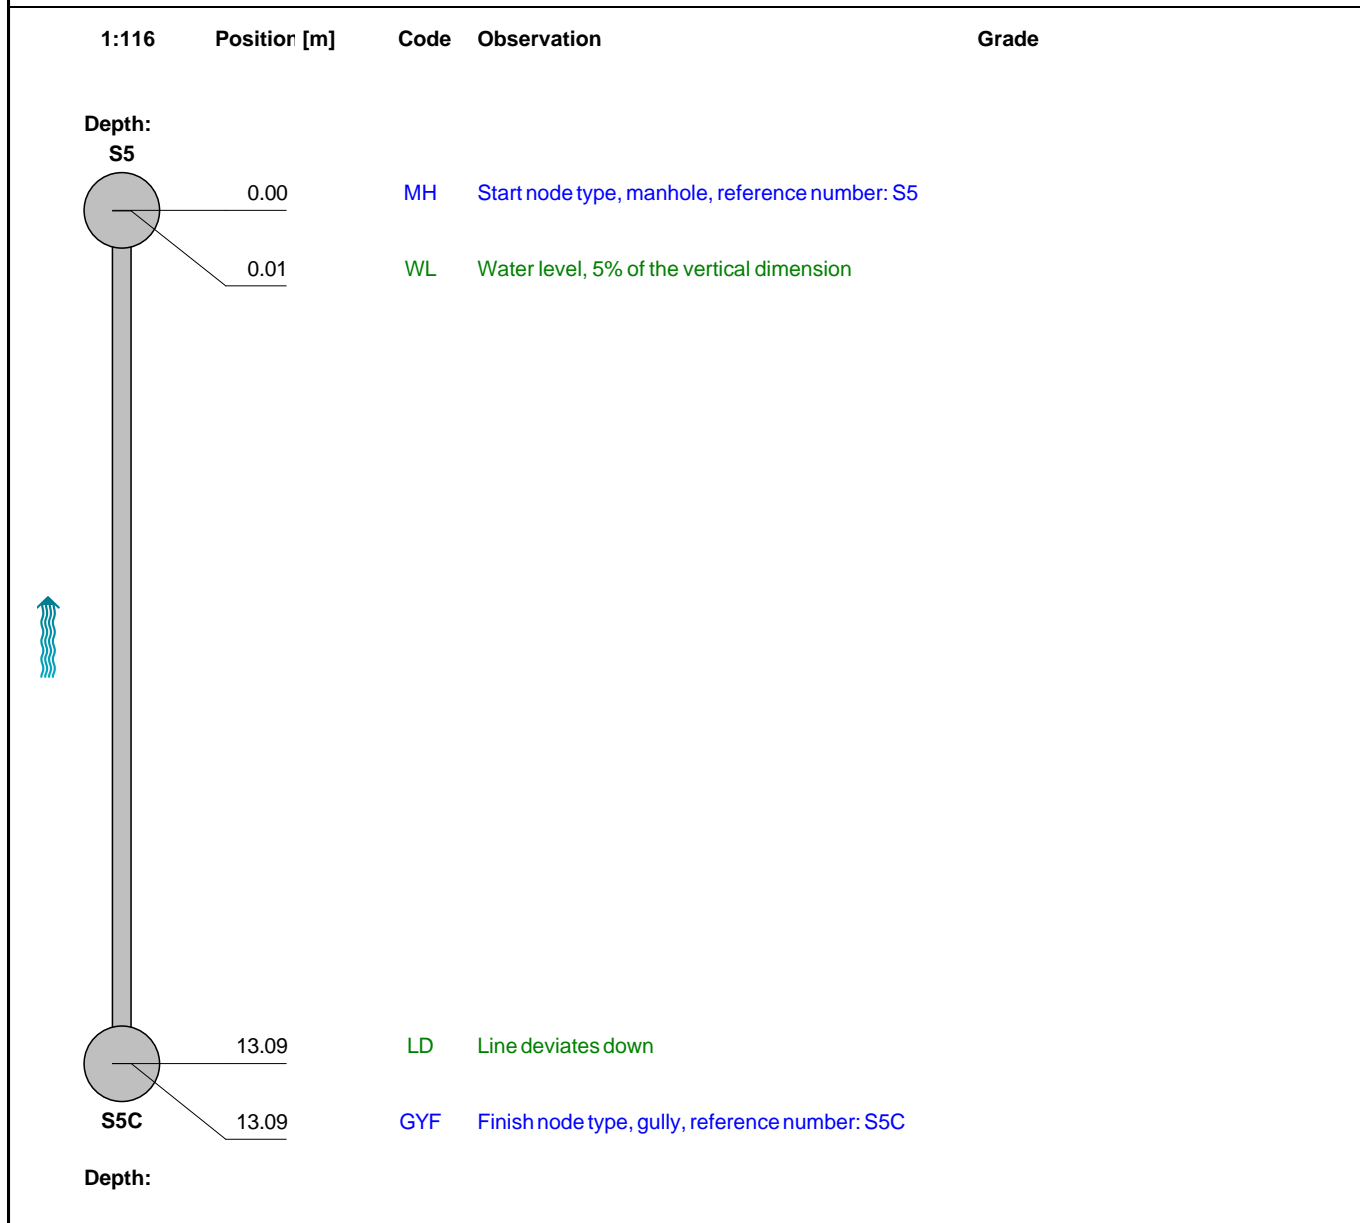 1:116 Position [m] Code Observation Grade
Depth:
S5
0.00 MH Start node type, manhole, reference number: S5
0.01 WL Water level, 5% of the vertical dimension
13.09 LD Line deviates down
S5C 13.09 GYF Finish node type, gully, reference number: S5C
Depth: